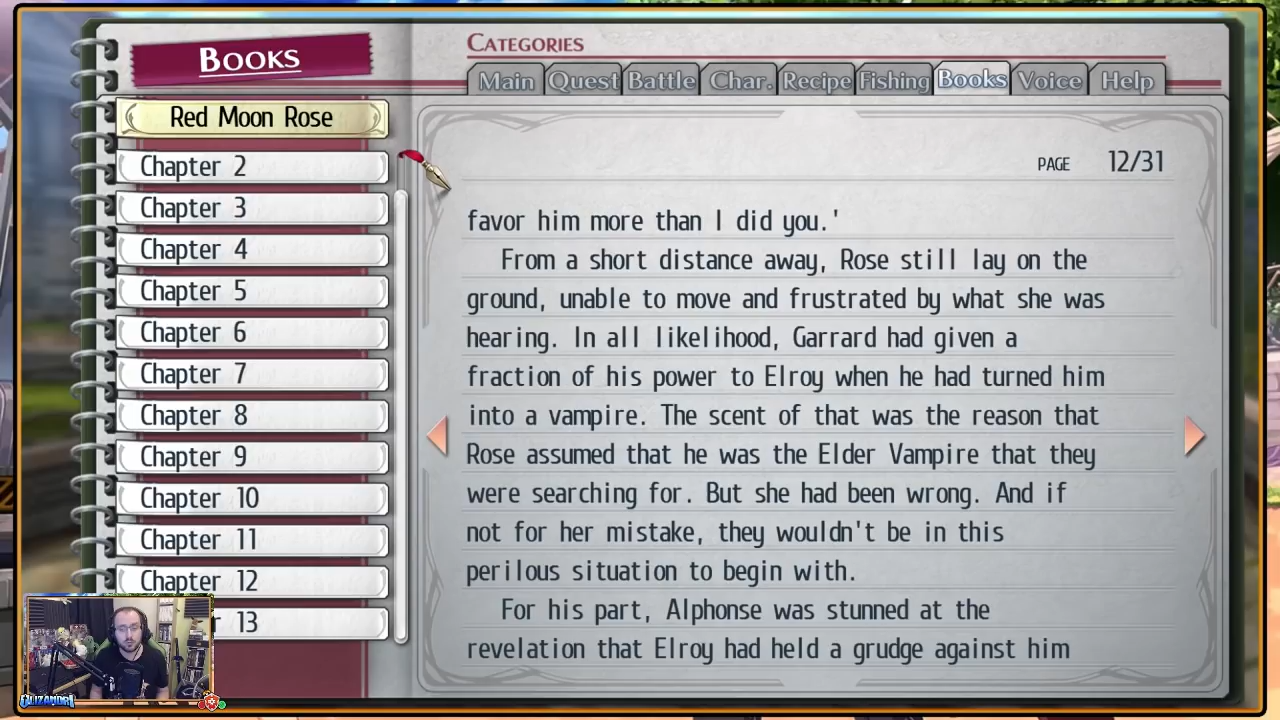 BOOKS
CATEGORIES
Main Quest Battle Char. Recipe Fishing Books Voice Help
Red Moon Rose
Chapter 2
Chapter 3
Chapter 4
Chapter 5
Chapter 6
Chapter 7
Chapter 8
Chapter 9
Chapter 10
Chapter 11
Chapter 12
r 13
PAGE 12/31
favor him more than I did you.'
From a short distance away, Rose still lay on the
ground, unable to move and frustrated by what she was
hearing. In all likelihood, Garrard had given a
fraction of his power to Elroy when he had turned him
into a vampire. The scent of that was the reason that
Rose assumed that he was the Elder Vampire that they
were searching for. But she had been wrong. And if
not for her mistake, they wouldn't be in this
perilous situation to begin with.
For his part, Alphonse was stunned at the
revelation that Elroy had held a grudge against him
ALIZANDRI